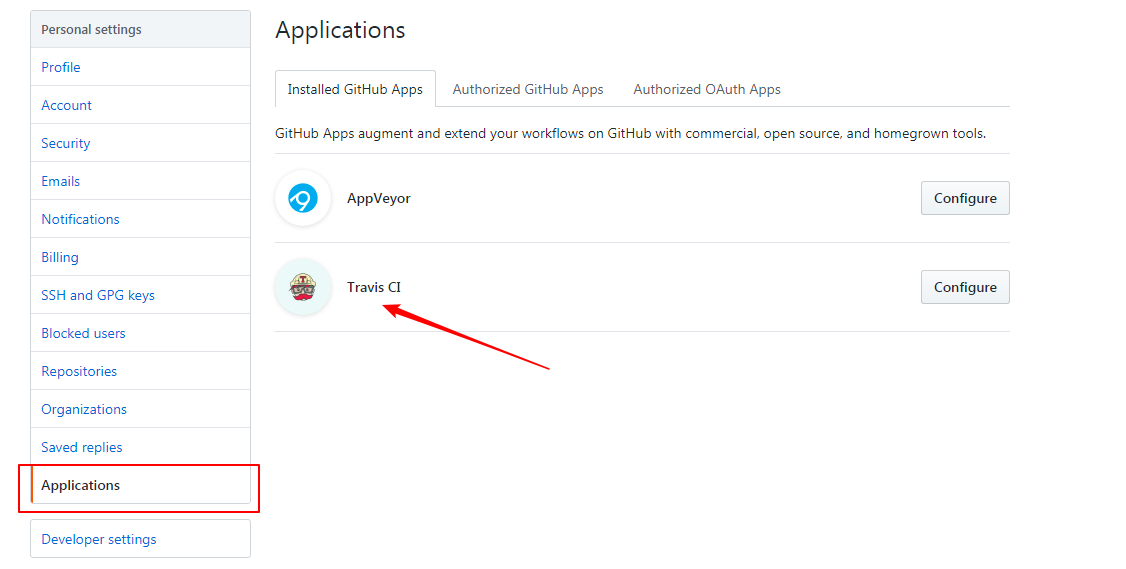 Personal settings
Profile
Account
Security
Emails
Notifications
Billing
SSH and GPG keys
Blocked users
Repositories
Organizations
Saved replies
Applications
Developer settings
Applications
Installed GitHub Apps
Authorized GitHub Apps
Authorized OAuth Apps
GitHub Apps augment and extend your workflows on GitHub with commercial, open source, and homegrown tools.
AppVeyor
Configure
Travis CI
Configure